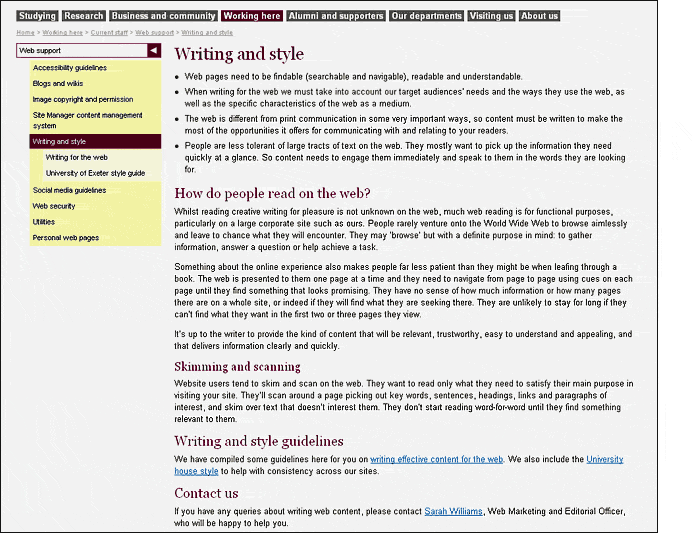 Studying Research Business and community Working here Alumni and supporters Our departments Visiting us About us
Home > Working here > Current staff > Web support > Writing and style
Web support
Accessibility guidelines
Blogs and wikis
Image copyright and permission
Site Manager content management
system
Writing and style
Writing for the web
University of Exeter style guide
Social media guidelines
Web security
Utilities
Personal web pages
Writing and style
• Web pages need to be findable (searchable and navigable), readable and understandable.
• When writing for the web we must take into account our target audiences' needs and the ways they use the web, as
well as the specific characteristics of the web as a medium.
• The web is different from print communication in some very important ways, so content must be written to make
the most of the opportunities it offers for communicating with and relating to your readers.
• People are less tolerant of large tracts of text on the web. They mostly want to pick up the information they need
quickly at a glance. So content needs to engage them immediately and speak to them in the words they are looking
for.
How do people read on the web?
Whilst reading creative writing for pleasure is not unknown on the web, much web reading is for functional purposes,
particularly on a large corporate site such as ours. People rarely venture onto the World Wide Web to browse aimlessly
and leave to chance what they will encounter. They may 'browse' but with a definite purpose in mind: to gather
information, answer a question or help achieve a task.
Something about the online experience also makes people far less patient than they might be when leafing through a
book. The web is presented to them one page at a time and they need to navigate from page to page using cues on each
page until they find something that looks promising. They have no sense of how much information or how many pages
there are on a whole site, or indeed if they will find what they are seeking there. They are unlikely to stay for long if they
can't find what they want in the first two or three pages they view.
It's up to the writer to provide the kind of content that will be relevant, trustworthy, easy to understand and appealing, and
that delivers information clearly and quickly.
Skimming and scanning
Website users tend to skim and scan on the web. They want to read only what they need to satisfy their main purpose in
visiting your site. They'll scan around a page picking out key words, sentences, headings, links and paragraphs of
interest, and skim over text that doesn't interest them. They don't start reading word-for-word until they find something
relevant to them.
Writing and style guidelines
We have compiled some guidelines here for you on writing effective content for the web. We also include the University
house style to help with consistency across our sites.
Contact us
If you have any queries about writing web content, please contact Sarah Williams, Web Marketing and Editorial Officer,
who will be happy to help you.